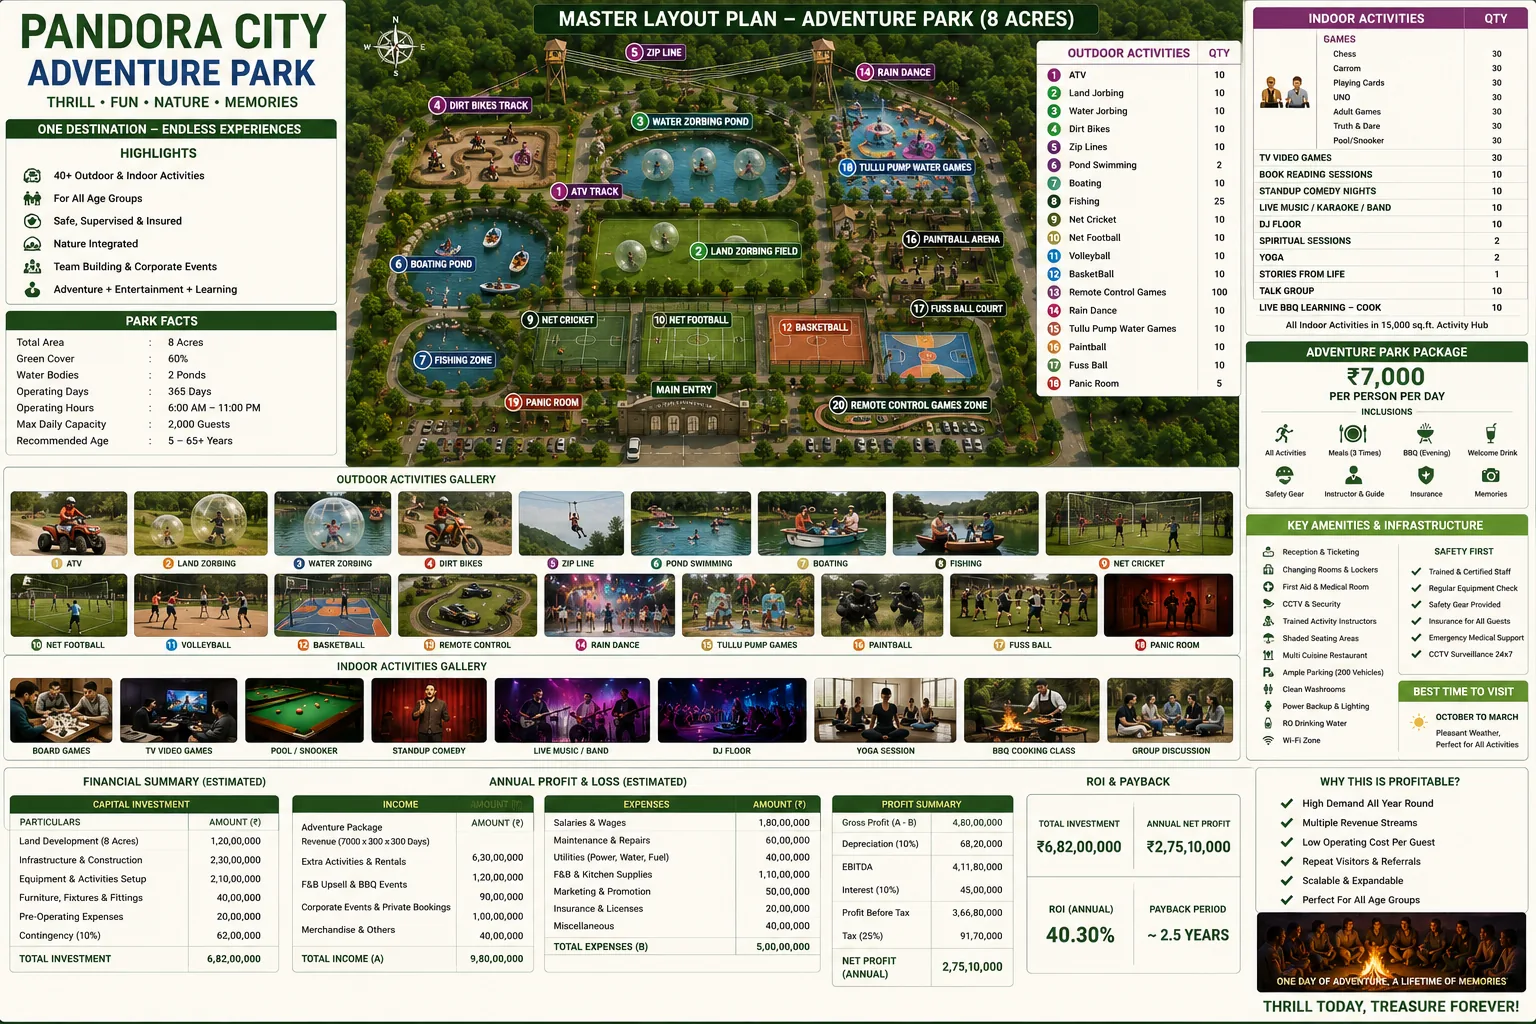 PANDORA CITY
ADVENTURE PARK
THRILL • FUN • NATURE • MEMORIES
ONE DESTINATION – ENDLESS EXPERIENCES
HIGHLIGHTS
40+ Outdoor & Indoor Activities
For All Age Groups
Safe, Supervised & Insured
Nature Integrated
Team Building & Corporate Events
Adventure + Entertainment + Learning
PARK FACTS
Total Area : 8 Acres
Green Cover : 60%
Water Bodies : 2 Ponds
Operating Days : 365 Days
Operating Hours : 6:00 AM – 11:00 PM
Max Daily Capacity : 2,000 Guests
Recommended Age : 5 – 65+ Years
MASTER LAYOUT PLAN – ADVENTURE PARK (8 ACRES)
N
W E
S
5 ZIP LINE
14 RAIN DANCE
4 DIRT BIKES TRACK
3 WATER ZORBING POND
18 TULLU PUMP WATER GAMES
1 ATV TRACK
16 PAINTBALL ARENA
2 LAND ZORBING FIELD
6 BOATING POND
17 FUSS BALL COURT
9 NET CRICKET
10 NET FOOTBALL
12 BASKETBALL
7 FISHING ZONE
MAIN ENTRY
19 PANIC ROOM
20 REMOTE CONTROL GAMES ZONE
OUTDOOR ACTIVITIES QTY
1 ATV 10
2 Land Jorbing 10
3 Water Jorbing 10
4 Dirt Bikes 10
5 Zip Lines 10
6 Pond Swimming 2
7 Boating 10
8 Fishing 25
9 Net Cricket 10
10 Net Football 10
11 Volleyball 10
12 BasketBall 10
13 Remote Control Games 100
14 Rain Dance 10
15 Tullu Pump Water Games 10
16 Paintball 10
17 Fuss Ball 10
18 Panic Room 5
INDOOR ACTIVITIES QTY
GAMES
Chess 30
Carrom 30
Playing Cards 30
UNO 30
Adult Games 30
Truth & Dare 30
Pool/Snooker 30
TV VIDEO GAMES 30
BOOK READING SESSIONS 10
STANDUP COMEDY NIGHTS 10
LIVE MUSIC / KARAOKE / BAND 10
DJ FLOOR 10
SPIRITUAL SESSIONS 2
YOGA 2
STORIES FROM LIFE 1
TALK GROUP 10
LIVE BBQ LEARNING – COOK 10
All Indoor Activities in 15,000 sq.ft. Activity Hub
ADVENTURE PARK PACKAGE
₹7,000
PER PERSON PER DAY
INCLUSIONS
All Activities Meals (3 Times) BBQ (Evening) Welcome Drink
Safety Gear Instructor & Guide Insurance Memories
KEY AMENITIES & INFRASTRUCTURE
Reception & Ticketing
Changing Rooms & Lockers
First Aid and Medical Room
CCTV & Security
Trained Activity Instructors
Shaded Seating Areas
Multi Cuisine Restaurant
Ample Parking (200 Vehicles)
Clean Washrooms
Power Backup & Lighting
RO Drinking Water
Wi-Fi Zone
SAFETY FIRST
Trained & Certified Staff
Regular Equipment Check
Safety Gear Provided
Insurance for All Guests
Emergency Medical Support
CCTV Surveillance 24x7
BEST TIME TO VISIT
OCTOBER TO MARCH
Pleasant Weather,
Perfect for All Activities
OUTDOOR ACTIVITIES GALLERY
1 ATV
2 LAND ZORBING
3 WATER ZORBING
4 DIRT BIKES
5 ZIP LINE
6 POND SWIMMING
7 BOATING
8 FISHING
9 NET CRICKET
10 NET FOOTBALL
11 VOLLEYBALL
12 BASKETBALL
13 REMOTE CONTROL
14 RAIN DANCE
15 TULLU PUMP GAMES
16 PAINTBALL
17 FUSS BALL
18 PANIC ROOM
INDOOR ACTIVITIES GALLERY
BOARD GAMES
TV VIDEO GAMES
POOL / SNOOKER
STANDUP COMEDY
LIVE MUSIC / BAND
DJ FLOOR
YOGA SESSION
BBQ COOKING CLASS
GROUP DISCUSSION
FINANCIAL SUMMARY (ESTIMATED)
CAPITAL INVESTMENT
PARTICULARS AMOUNT (₹)
Land Development (8 Acres) 1,20,00,000
Infrastructure & Construction 2,30,00,000
Equipment & Activities Setup 2,10,00,000
Furniture, Fixtures & Fittings 40,00,000
Pre-Operating Expenses 20,00,000
Contingency (10%) 62,00,000
TOTAL INVESTMENT 6,82,00,000
ANNUAL PROFIT & LOSS (ESTIMATED)
INCOME AMOUNT (₹)
AMOUNT (₹)
Adventure Package
Revenue (7000 x 300 x 300 Days)
Extra Activities & Rentals 6,30,00,000
F&B Upsell & BBQ Events 1,20,00,000
Corporate Events & Private Bookings 90,00,000
Merchandise & Others 1,00,00,000
40,00,000
TOTAL INCOME (A) 9,80,00,000
EXPENSES AMOUNT (₹)
Salaries & Wages 1,80,00,000
Maintenance & Repairs 60,00,000
Utilities (Power, Water, Fuel) 40,00,000
F&B & Kitchen Supplies 1,10,00,000
Marketing & Promotion 50,00,000
Insurance & Licenses 20,00,000
Miscellaneous 40,00,000
TOTAL EXPENSES (B) 5,00,00,000
PROFIT SUMMARY
Gross Profit (A - B) 4,80,00,000
Depreciation (10%) 68,20,000
EBITDA 4,11,80,000
Interest (10%) 45,00,000
Profit Before Tax 3,66,80,000
Tax (25%) 91,70,000
NET PROFIT
(ANNUAL) 2,75,10,000
ROI & PAYBACK
TOTAL INVESTMENT
₹6,82,00,000
ANNUAL NET PROFIT
₹2,75,10,000
ROI (ANNUAL)
40.30%
PAYBACK PERIOD
~ 2.5 YEARS
WHY THIS IS PROFITABLE?
High Demand All Year Round
Multiple Revenue Streams
Low Operating Cost Per Guest
Repeat Visitors & Referrals
Scalable & Expandable
Perfect For All Age Groups
ONE DAY OF ADVENTURE, A LIFETIME OF MEMORIES
THRILL TODAY, TREASURE FOREVER!